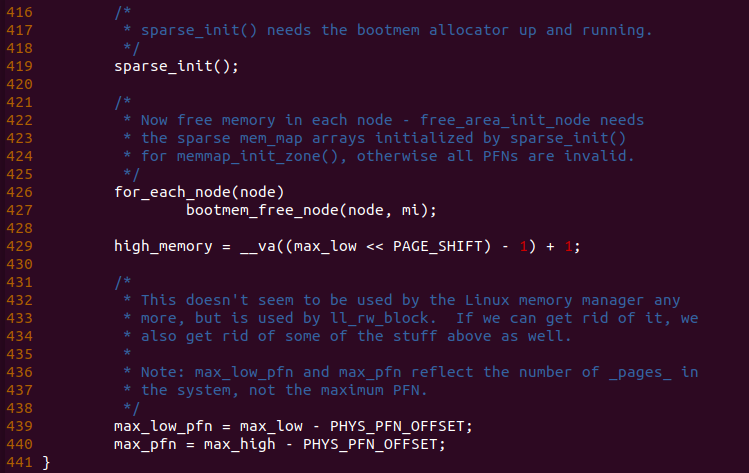 416         /*
417          * sparse_init() needs the bootmem allocator up and running.
418          */
419         sparse_init();
420
421         /*
422          * Now free memory in each node - free_area_init_node needs
423          * the sparse mem_map arrays initialized by sparse_init()
424          * for memmap_init_zone(), otherwise all PFNs are invalid.
425          */
426         for_each_node(node)
427                 bootmem_free_node(node, mi);
428
429         high_memory = __va((max_low << PAGE_SHIFT) - 1) + 1;
430
431         /*
432          * This doesn't seem to be used by the Linux memory manager any
433          * more, but is used by ll_rw_block.  If we can get rid of it, we
434          * also get rid of some of the stuff above as well.
435          *
436          * Note: max_low_pfn and max_pfn reflect the number of _pages_ in
437          * the system, not the maximum PFN.
438          */
439         max_low_pfn = max_low - PHYS_PFN_OFFSET;
440         max_pfn = max_high - PHYS_PFN_OFFSET;
441 }